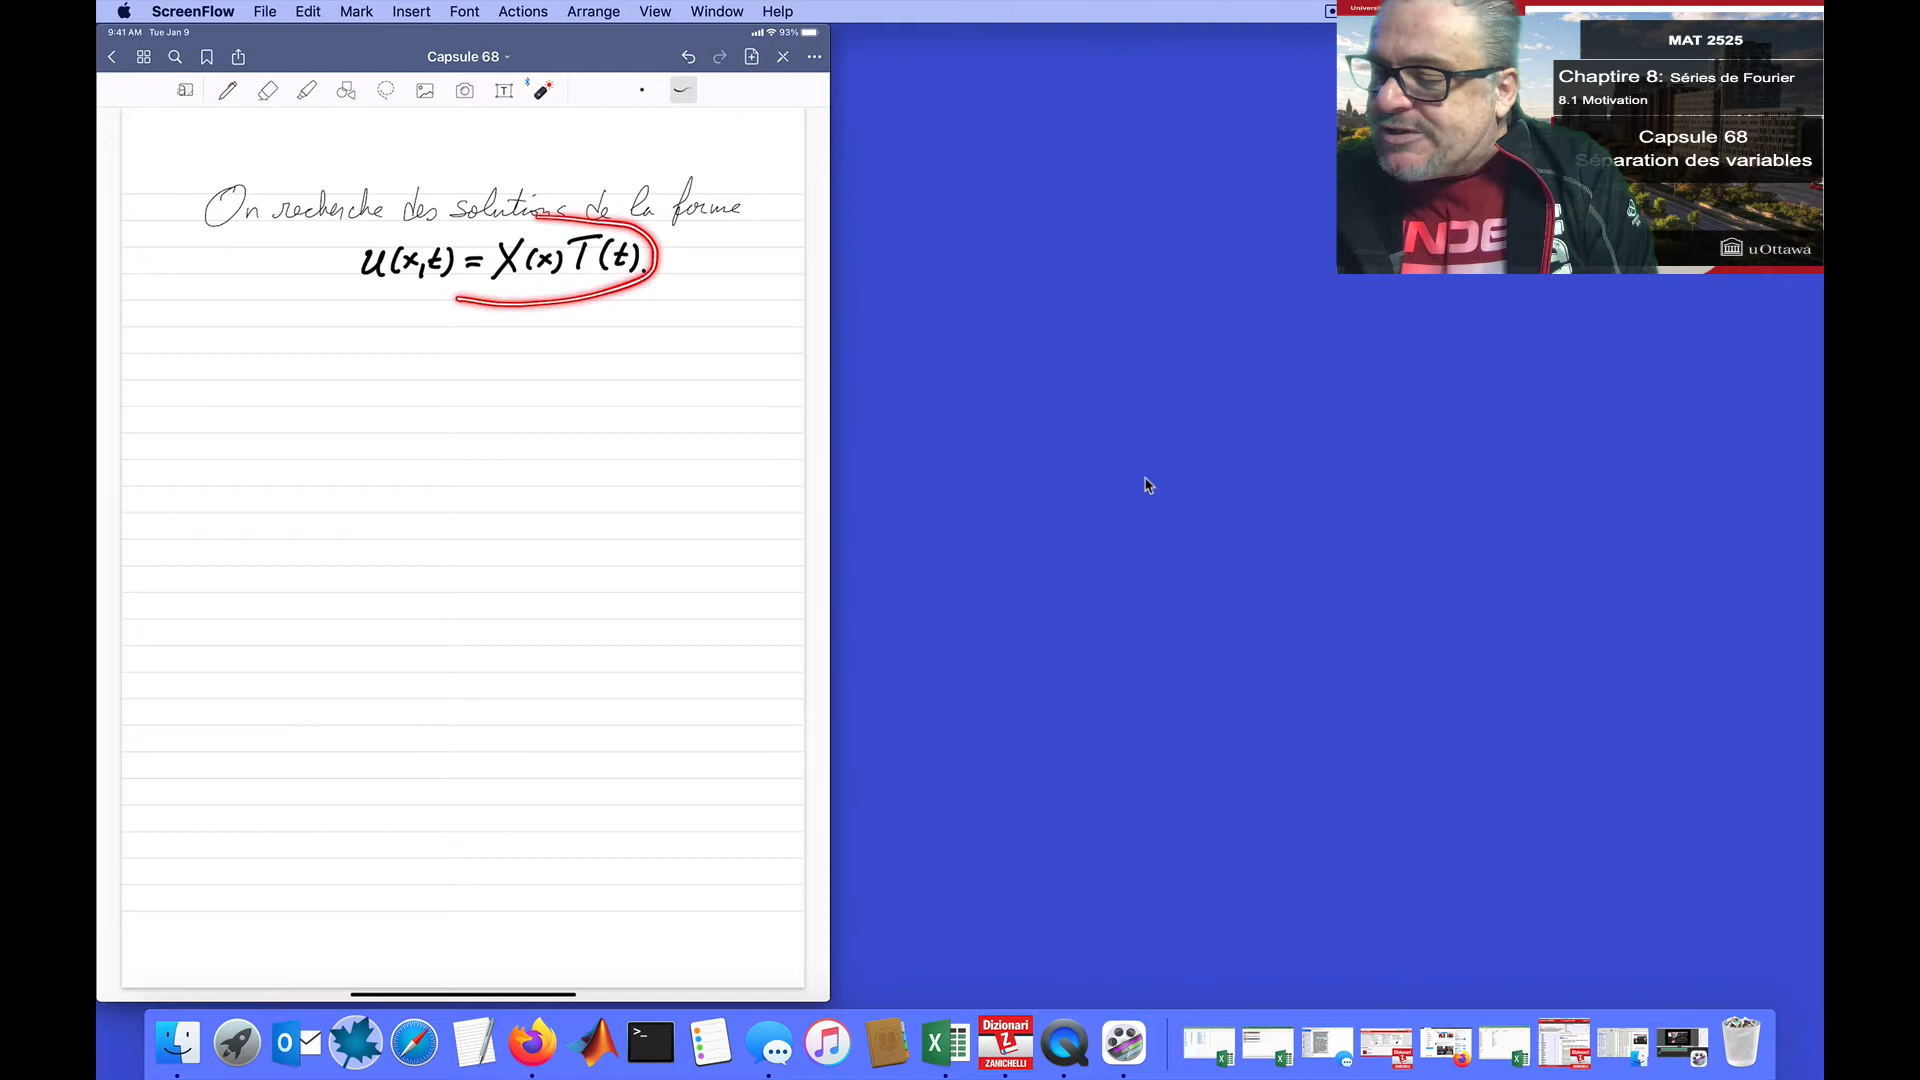 ScreenFlow File Edit Mark Insert Font Actions Arrange View Window Help
9:41 AM Tue Jan 9
93%
Capsule 68
T
On recherche des solutions de la forme
u(x,t) = X(x)T(t).
MAT 2525
Chaptire 8: Séries de Fourier
8.1 Motivation
Capsule 68
Séparation des variables
INDE
uOttawa
Dizionari
Z
ZANICHELLI